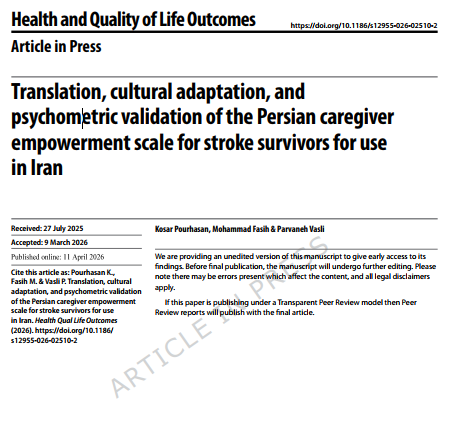 Health and Quality of Life Outcomes
https://doi.org/10.1186/s12955-026-02510-2
Article in Press
Translation, cultural adaptation, and
psychometric validation of the Persian caregiver
empowerment scale for stroke survivors for use
in Iran
Received: 27 July 2025
Accepted: 9 March 2026
Published online: 11 April 2026
Cite this article as: Pourhasan K.,
Fasih M. & Vasli P. Translation, cultural
adaptation, and psychometric validation
of the Persian caregiver empowerment
scale for stroke survivors for use
in Iran. Health Qual Life Outcomes
(2026). https://doi.org/10.1186/
s12955-026-02510-2
Kosar Pourhasan, Mohammad Fasih & Parvaneh Vasli
We are providing an unedited version of this manuscript to give early access to its
findings. Before final publication, the manuscript will undergo further editing. Please
note there may be errors present which affect the content, and all legal disclaimers
apply.
If this paper is publishing under a Transparent Peer Review model then Peer
Review reports will publish with the final article.
ARTICLE IN PRESS